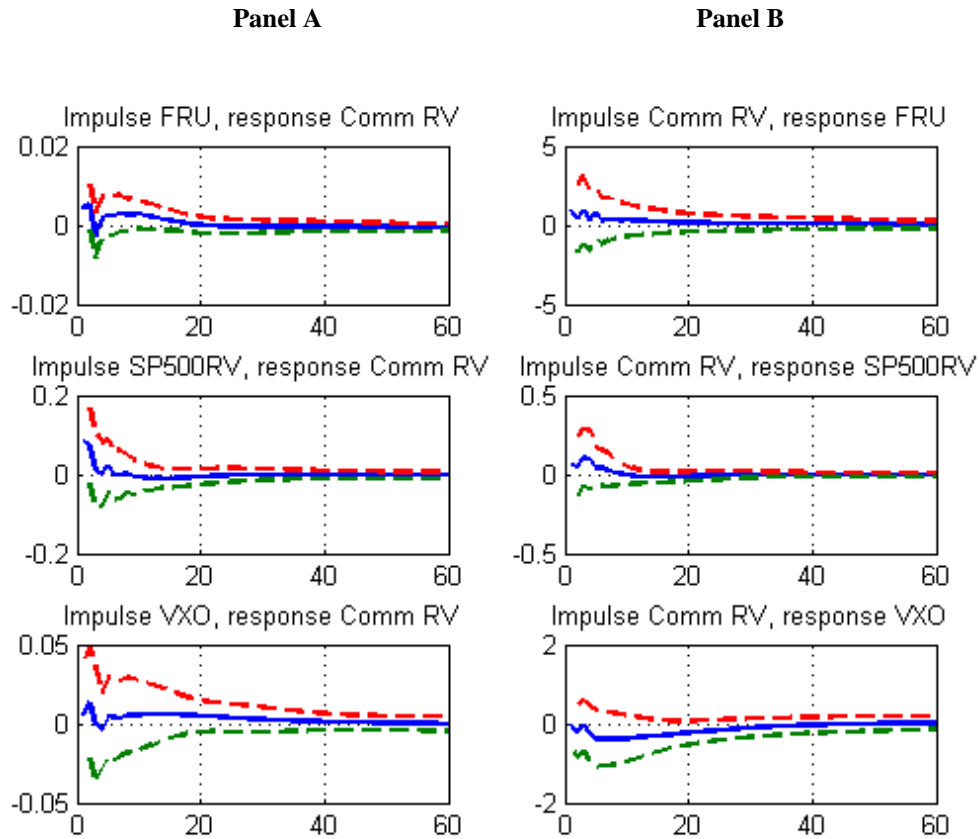 Panel A Panel B
Impulse FRU, response Comm RV
0.02
0
-0.02
0 20 40 60
Impulse Comm RV, response FRU
5
0
-5
0 20 40 60
Impulse SP500RV, response Comm RV
0.2
0
-0.2
0 20 40 60
Impulse Comm RV, response SP500RV
0.5
0
-0.5
0 20 40 60
Impulse VXO, response Comm RV
0.05
0
-0.05
0 20 40 60
Impulse Comm RV, response VXO
2
0
-2
0 20 40 60